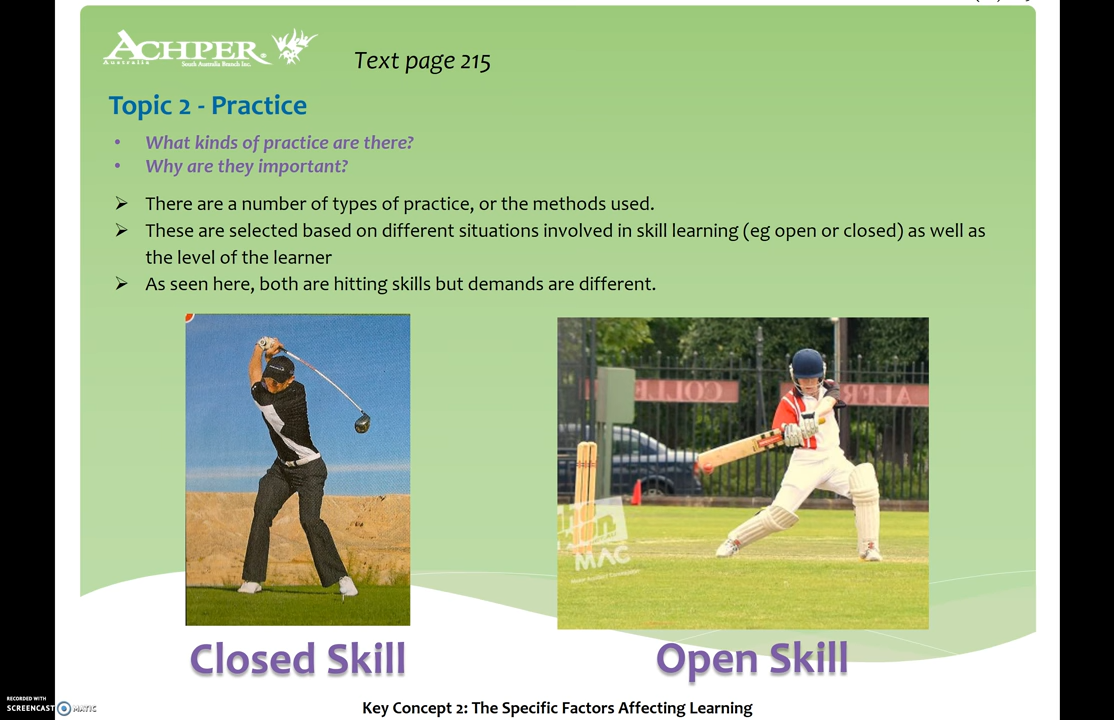 ACHPER
Australia
South Australia Branch Inc.
Text page 215
Topic 2 - Practice
• What kinds of practice are there?
• Why are they important?
➢ There are a number of types of practice, or the methods used.
➢ These are selected based on different situations involved in skill learning (eg open or closed) as well as
the level of the learner
➢ As seen here, both are hitting skills but demands are different.
MAC
Closed Skill
Open Skill
RECORDED WITH
SCREENCAST MATIC
Key Concept 2: The Specific Factors Affecting Learning